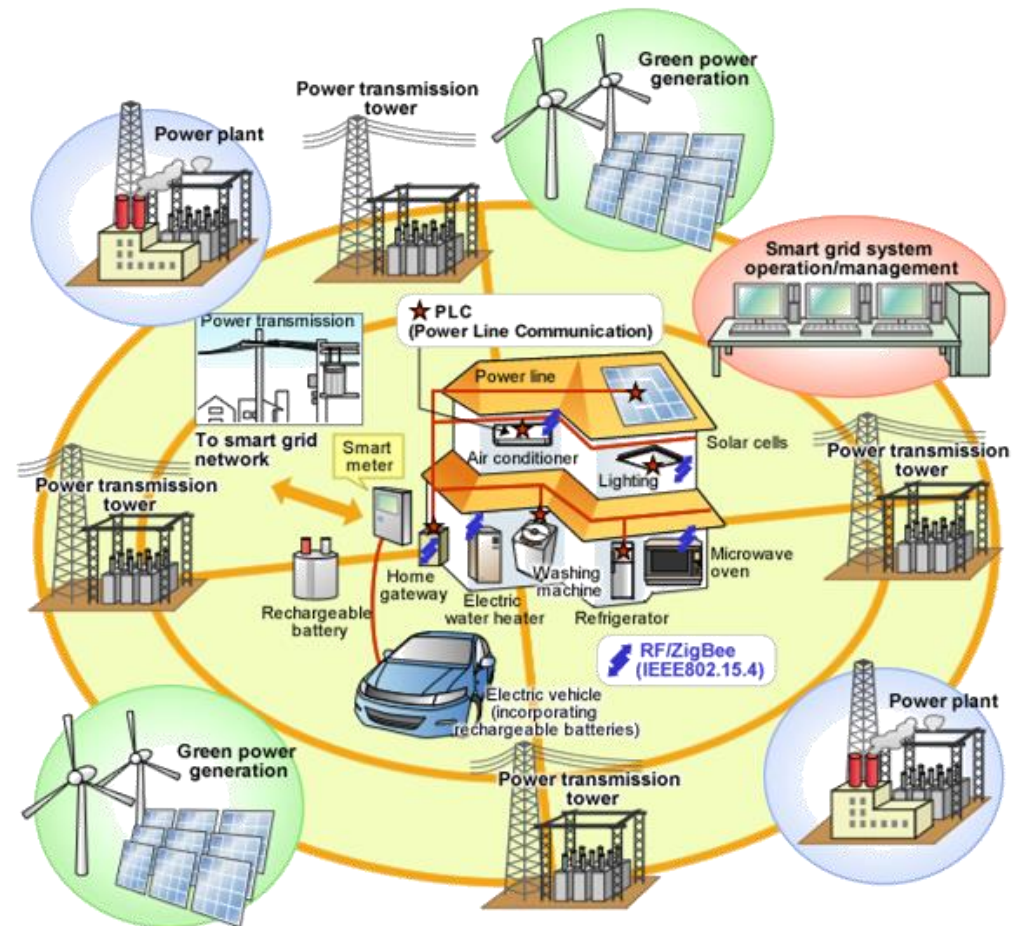 Green power
generation
Power transmission
tower
Power plant
Smart grid system
operation/management
★ PLC
(Power Line Communication)
Power transmission
Power line
Solar cells
Air conditioner
Lighting
To smart grid
network
Smart
meter
Power transmission
tower
Power transmission
tower
Microwave
oven
Washing
machine
Home
gateway
Electric
water heater
Refrigerator
Rechargeable
battery
RF/ZigBee
(IEEE802.15.4)
Electric vehicle
(incorporating
rechargeable batteries)
Power plant
Green power
generation
Power transmission
tower